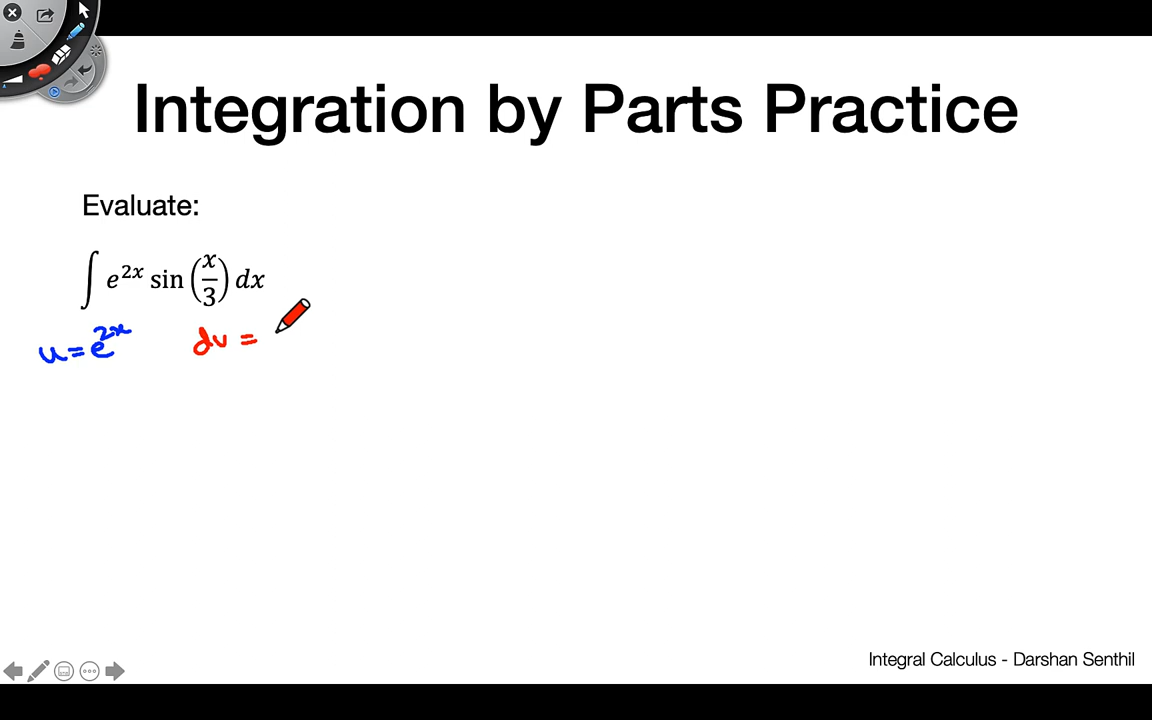 Integration by Parts Practice
Evaluate:
∫ e^{2x} sin (x/3) dx
u = e^{2x} dv =
Integral Calculus - Darshan Senthil